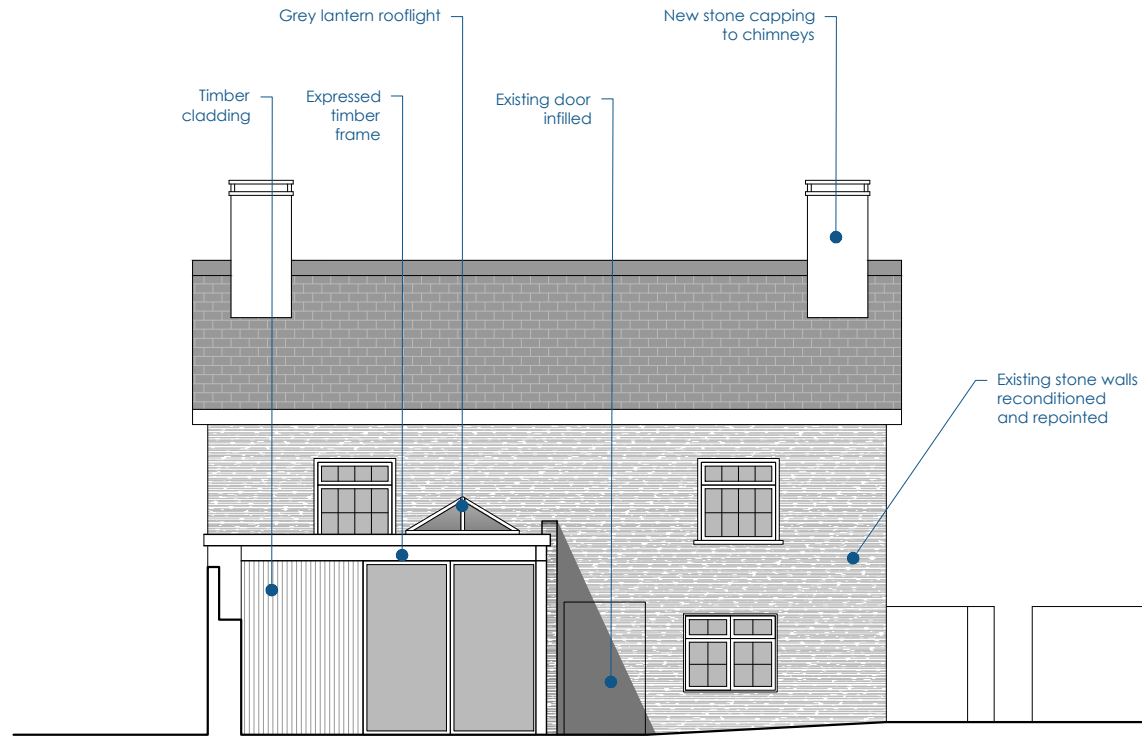 Grey lantern rooflight
New stone capping
to chimneys
Timber
cladding
Expressed
timber
frame
Existing door
infilled
Existing stone walls
reconditioned
and repointed